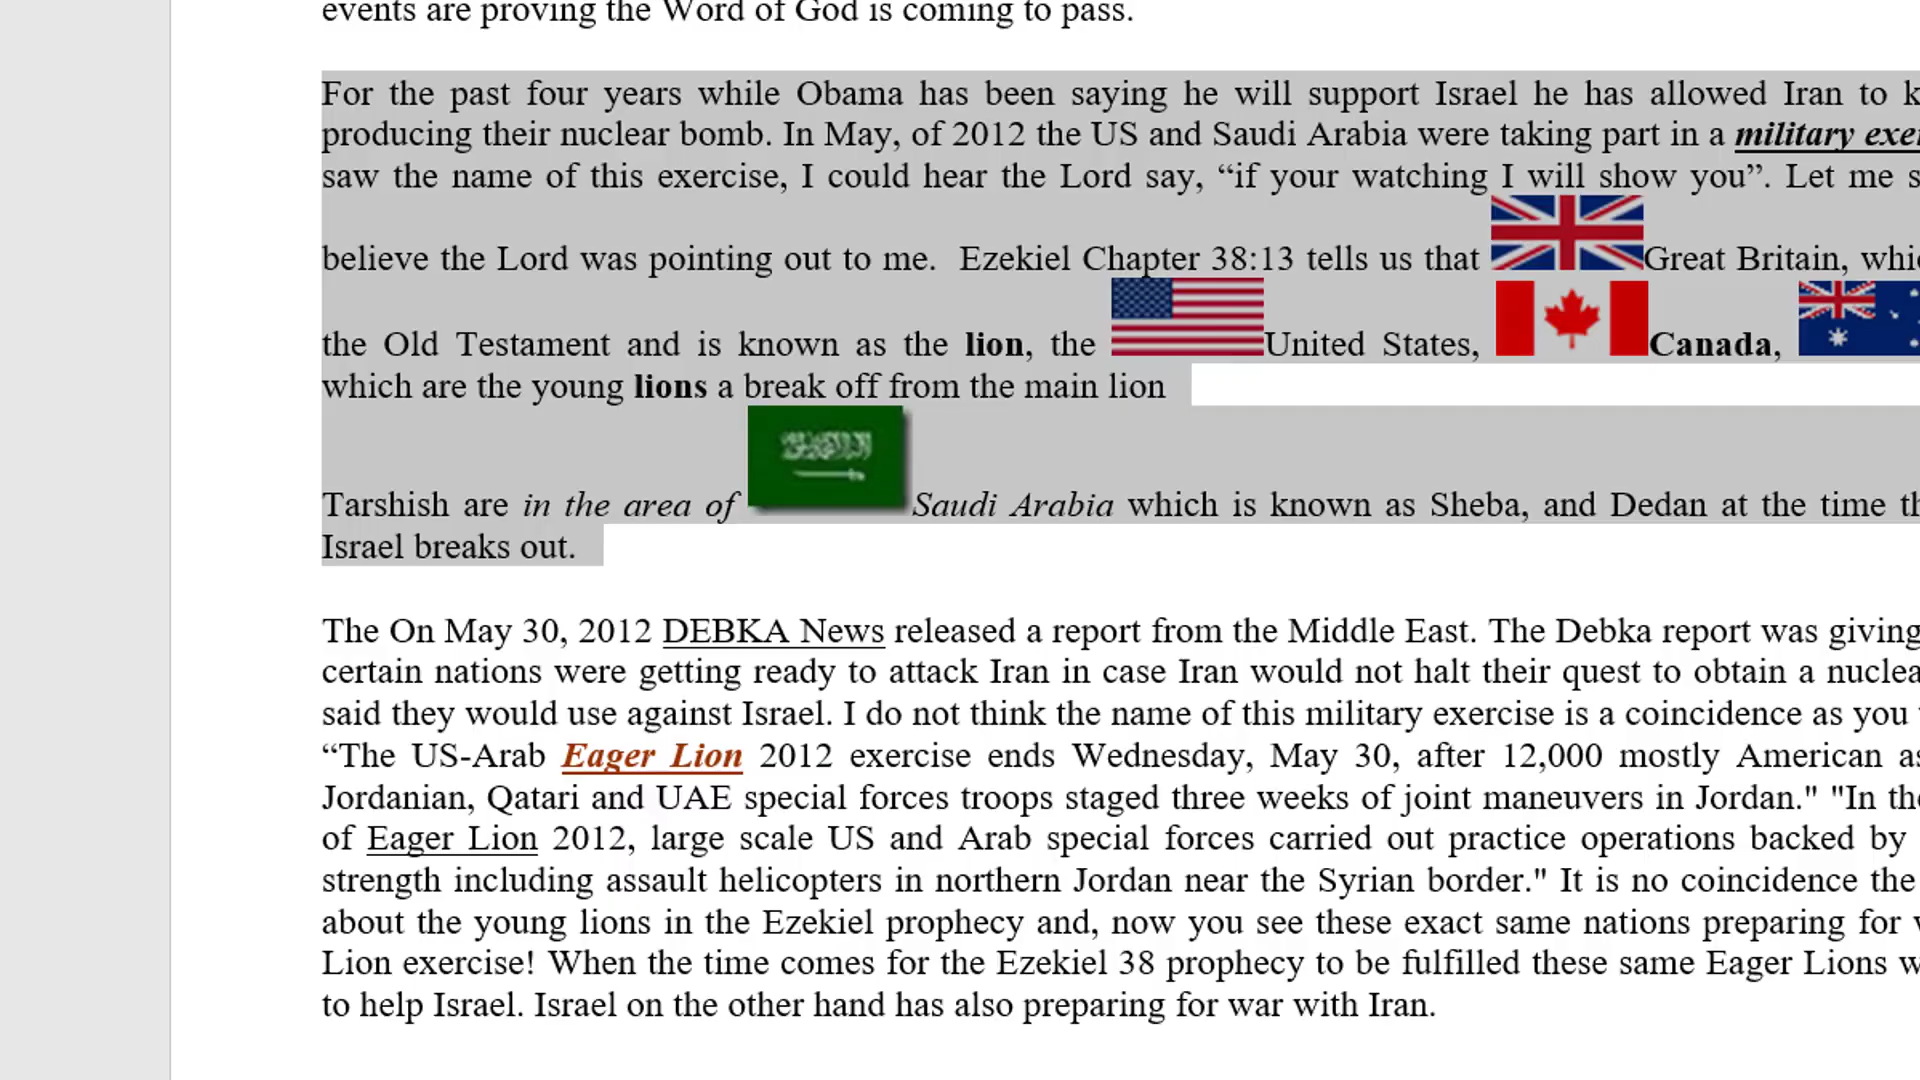 events are proving the Word of God is coming to pass.
For the past four years while Obama has been saying he will support Israel he has allowed Iran to
producing their nuclear bomb. In May, of 2012 the US and Saudi Arabia were taking part in a military
saw the name of this exercise, I could hear the Lord say, “if your watching I will show you”. Let me
believe the Lord was pointing out to me. Ezekiel Chapter 38:13 tells us that Great Britain,
the Old Testament and is known as the lion, the United States, Canada,
which are the young lions a break off from the main lion
Tarshish are in the area of Saudi Arabia which is known as Sheba, and Dedan at the time
Israel breaks out.
The On May 30, 2012 DEBKA News released a report from the Middle East. The Debka report was giving
certain nations were getting ready to attack Iran in case Iran would not halt their quest to obtain a
said they would use against Israel. I do not think the name of this military exercise is a coincidence as you
“The US-Arab Eager Lion 2012 exercise ends Wednesday, May 30, after 12,000 mostly American
Jordanian, Qatari and UAE special forces troops staged three weeks of joint maneuvers in Jordan." "In
of Eager Lion 2012, large scale US and Arab special forces carried out practice operations backed by
strength including assault helicopters in northern Jordan near the Syrian border." It is no coincidence the
about the young lions in the Ezekiel prophecy and, now you see these exact same nations preparing for
Lion exercise! When the time comes for the Ezekiel 38 prophecy to be fulfilled these same Eager Lions
to help Israel. Israel on the other hand has also preparing for war with Iran.